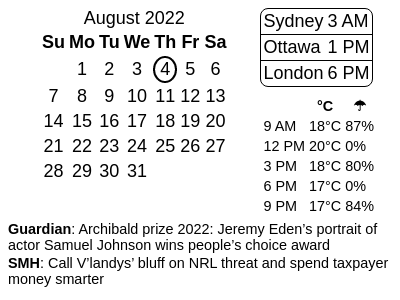 August 2022
Su Mo Tu We Th Fr Sa
1 2 3 4 5 6
7 8 9 10 11 12 13
14 15 16 17 18 19 20
21 22 23 24 25 26 27
28 29 30 31
Sydney 3 AM
Ottawa 1 PM
London 6 PM
°C ☂
9 AM 18°C 87%
12 PM 20°C 0%
3 PM 18°C 80%
6 PM 17°C 0%
9 PM 17°C 84%
Guardian: Archibald prize 2022: Jeremy Eden's portrait of
actor Samuel Johnson wins people's choice award
SMH: Call V'landys' bluff on NRL threat and spend taxpayer
money smarter